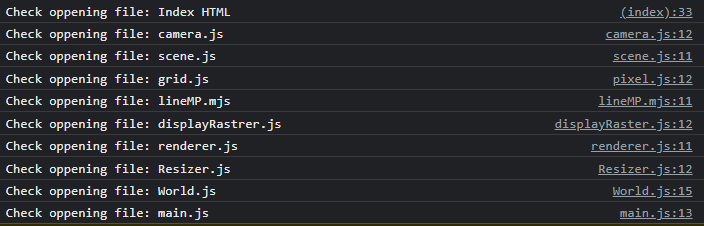 Check oppening file: Index HTML (index):33
Check oppening file: camera.js camera.js:12
Check oppening file: scene.js scene.js:11
Check oppening file: grid.js pixel.js:12
Check oppening file: lineMP.mjs lineMP.mjs:11
Check oppening file: displayRastrer.js displayRaster.js:12
Check oppening file: renderer.js renderer.js:11
Check oppening file: Resizer.js Resizer.js:12
Check oppening file: World.js World.js:15
Check oppening file: main.js main.js:13